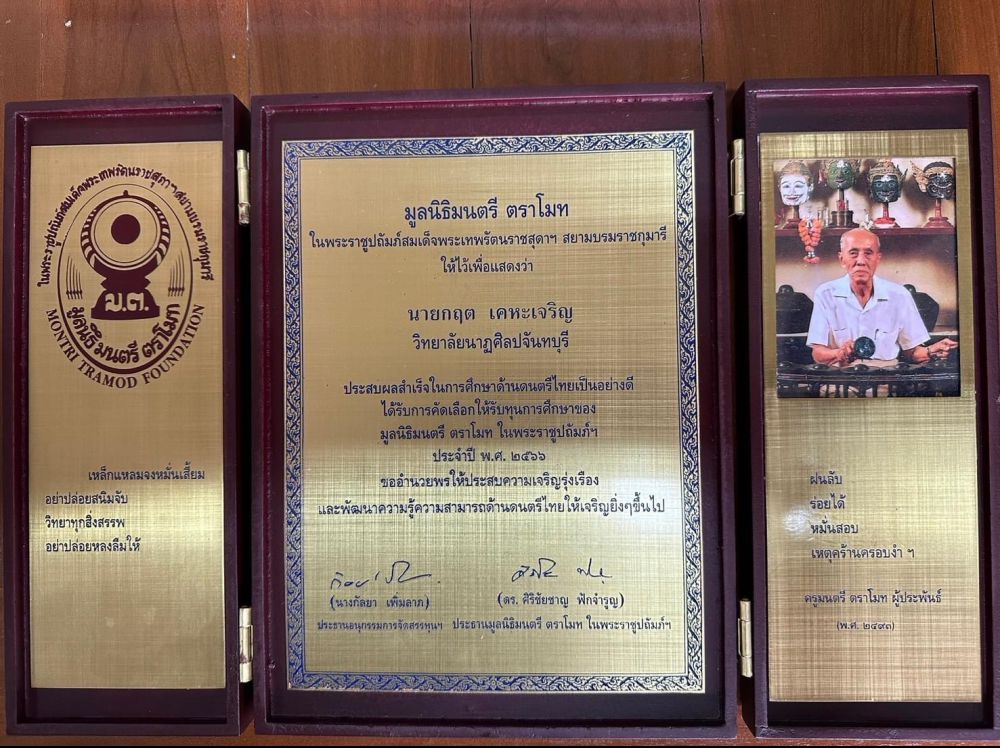 ในพระราชูปถัมภ์สมเด็จพระเทพรัตนราชสุดาฯ สยามบรมราชกุมารี
ม.ต.
มูลนิธิมนตรี ตราโมท
MONTRI TRAMOD FOUNDATION
เหล็กแหลมจงหมั่นเสี้ยม
อย่าปล่อยสนิมจับ
วิทยาทุกสิ่งสรรพ
อย่าปล่อยหลงลืมให้
มูลนิธิมนตรี ตราโมท
ในพระราชูปถัมภ์สมเด็จพระเทพรัตนราชสุดาฯ สยามบรมราชกุมารี
ให้ไว้เพื่อแสดงว่า
นายกฤต เคหะเจริญ
วิทยาลัยนาฏศิลปจันทบุรี
ประสบผลสำเร็จในการศึกษาด้านดนตรีไทยเป็นอย่างดี
ได้รับการคัดเลือกให้รับทุนการศึกษาของ
มูลนิธิมนตรี ตราโมท ในพระราชูปถัมภ์ฯ
ประจำปี พ.ศ. ๒๕๖๖
ขออำนวยพรให้ประสบความเจริญรุ่งเรือง
และพัฒนาความรู้ความสามารถด้านดนตรีไทยให้เจริญยิ่งๆขึ้นไป
(นางกัลยา เพิ่มลาภ) (ดร. ศิริชัยชาญ ฟักจำรูญ)
ประธานอนุกรรมการจัดสรรทุนฯ ประธานมูลนิธิมนตรี ตราโมท ในพระราชูปถัมภ์ฯ
ฝนลับ
ร่อยได้
หมั่นสอบ
เหตุคร้านครอบงำ ฯ
ครูมนตรี ตราโมท ผู้ประพันธ์
(พ.ศ. ๒๔๙๓)